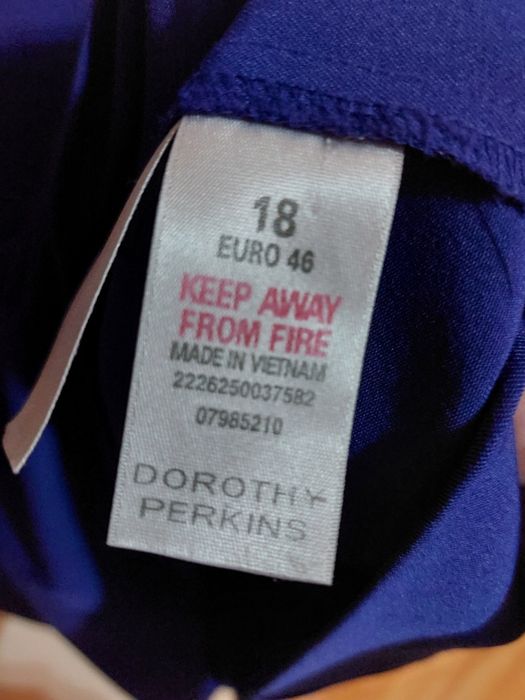 18
EURO 46
KEEP AWAY
FROM FIRE
MADE IN VIETNAM
2226250037582
07985210
DOROTHY
PERKINS